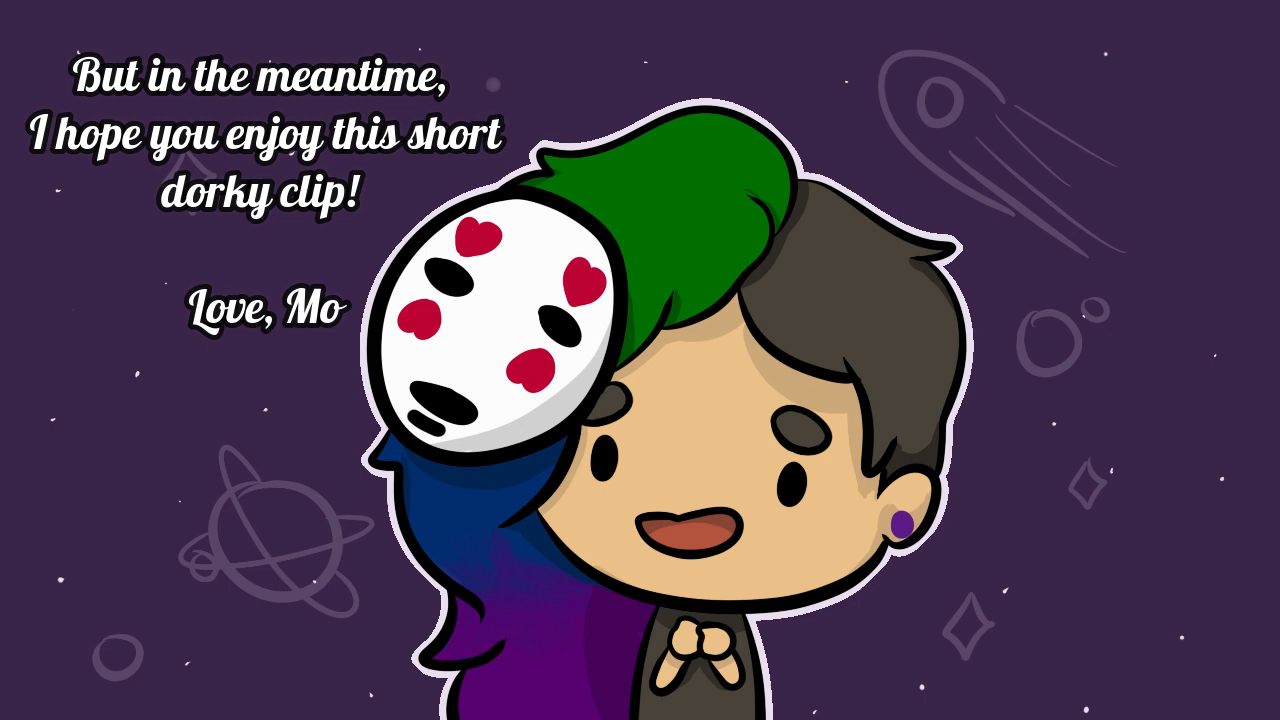 But in the meantime,
I hope you enjoy this short
dorky clip!
Love, Mo